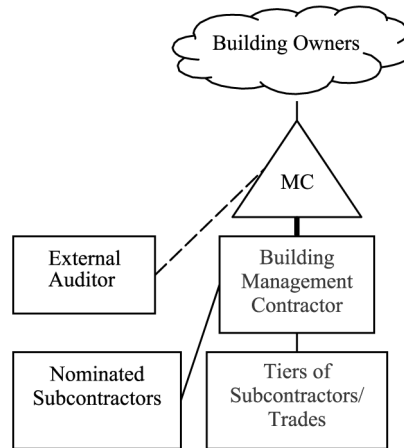 Building Owners
MC
External
Auditor
Building
Management
Contractor
Nominated
Subcontractors
Tiers of
Subcontractors/
Trades